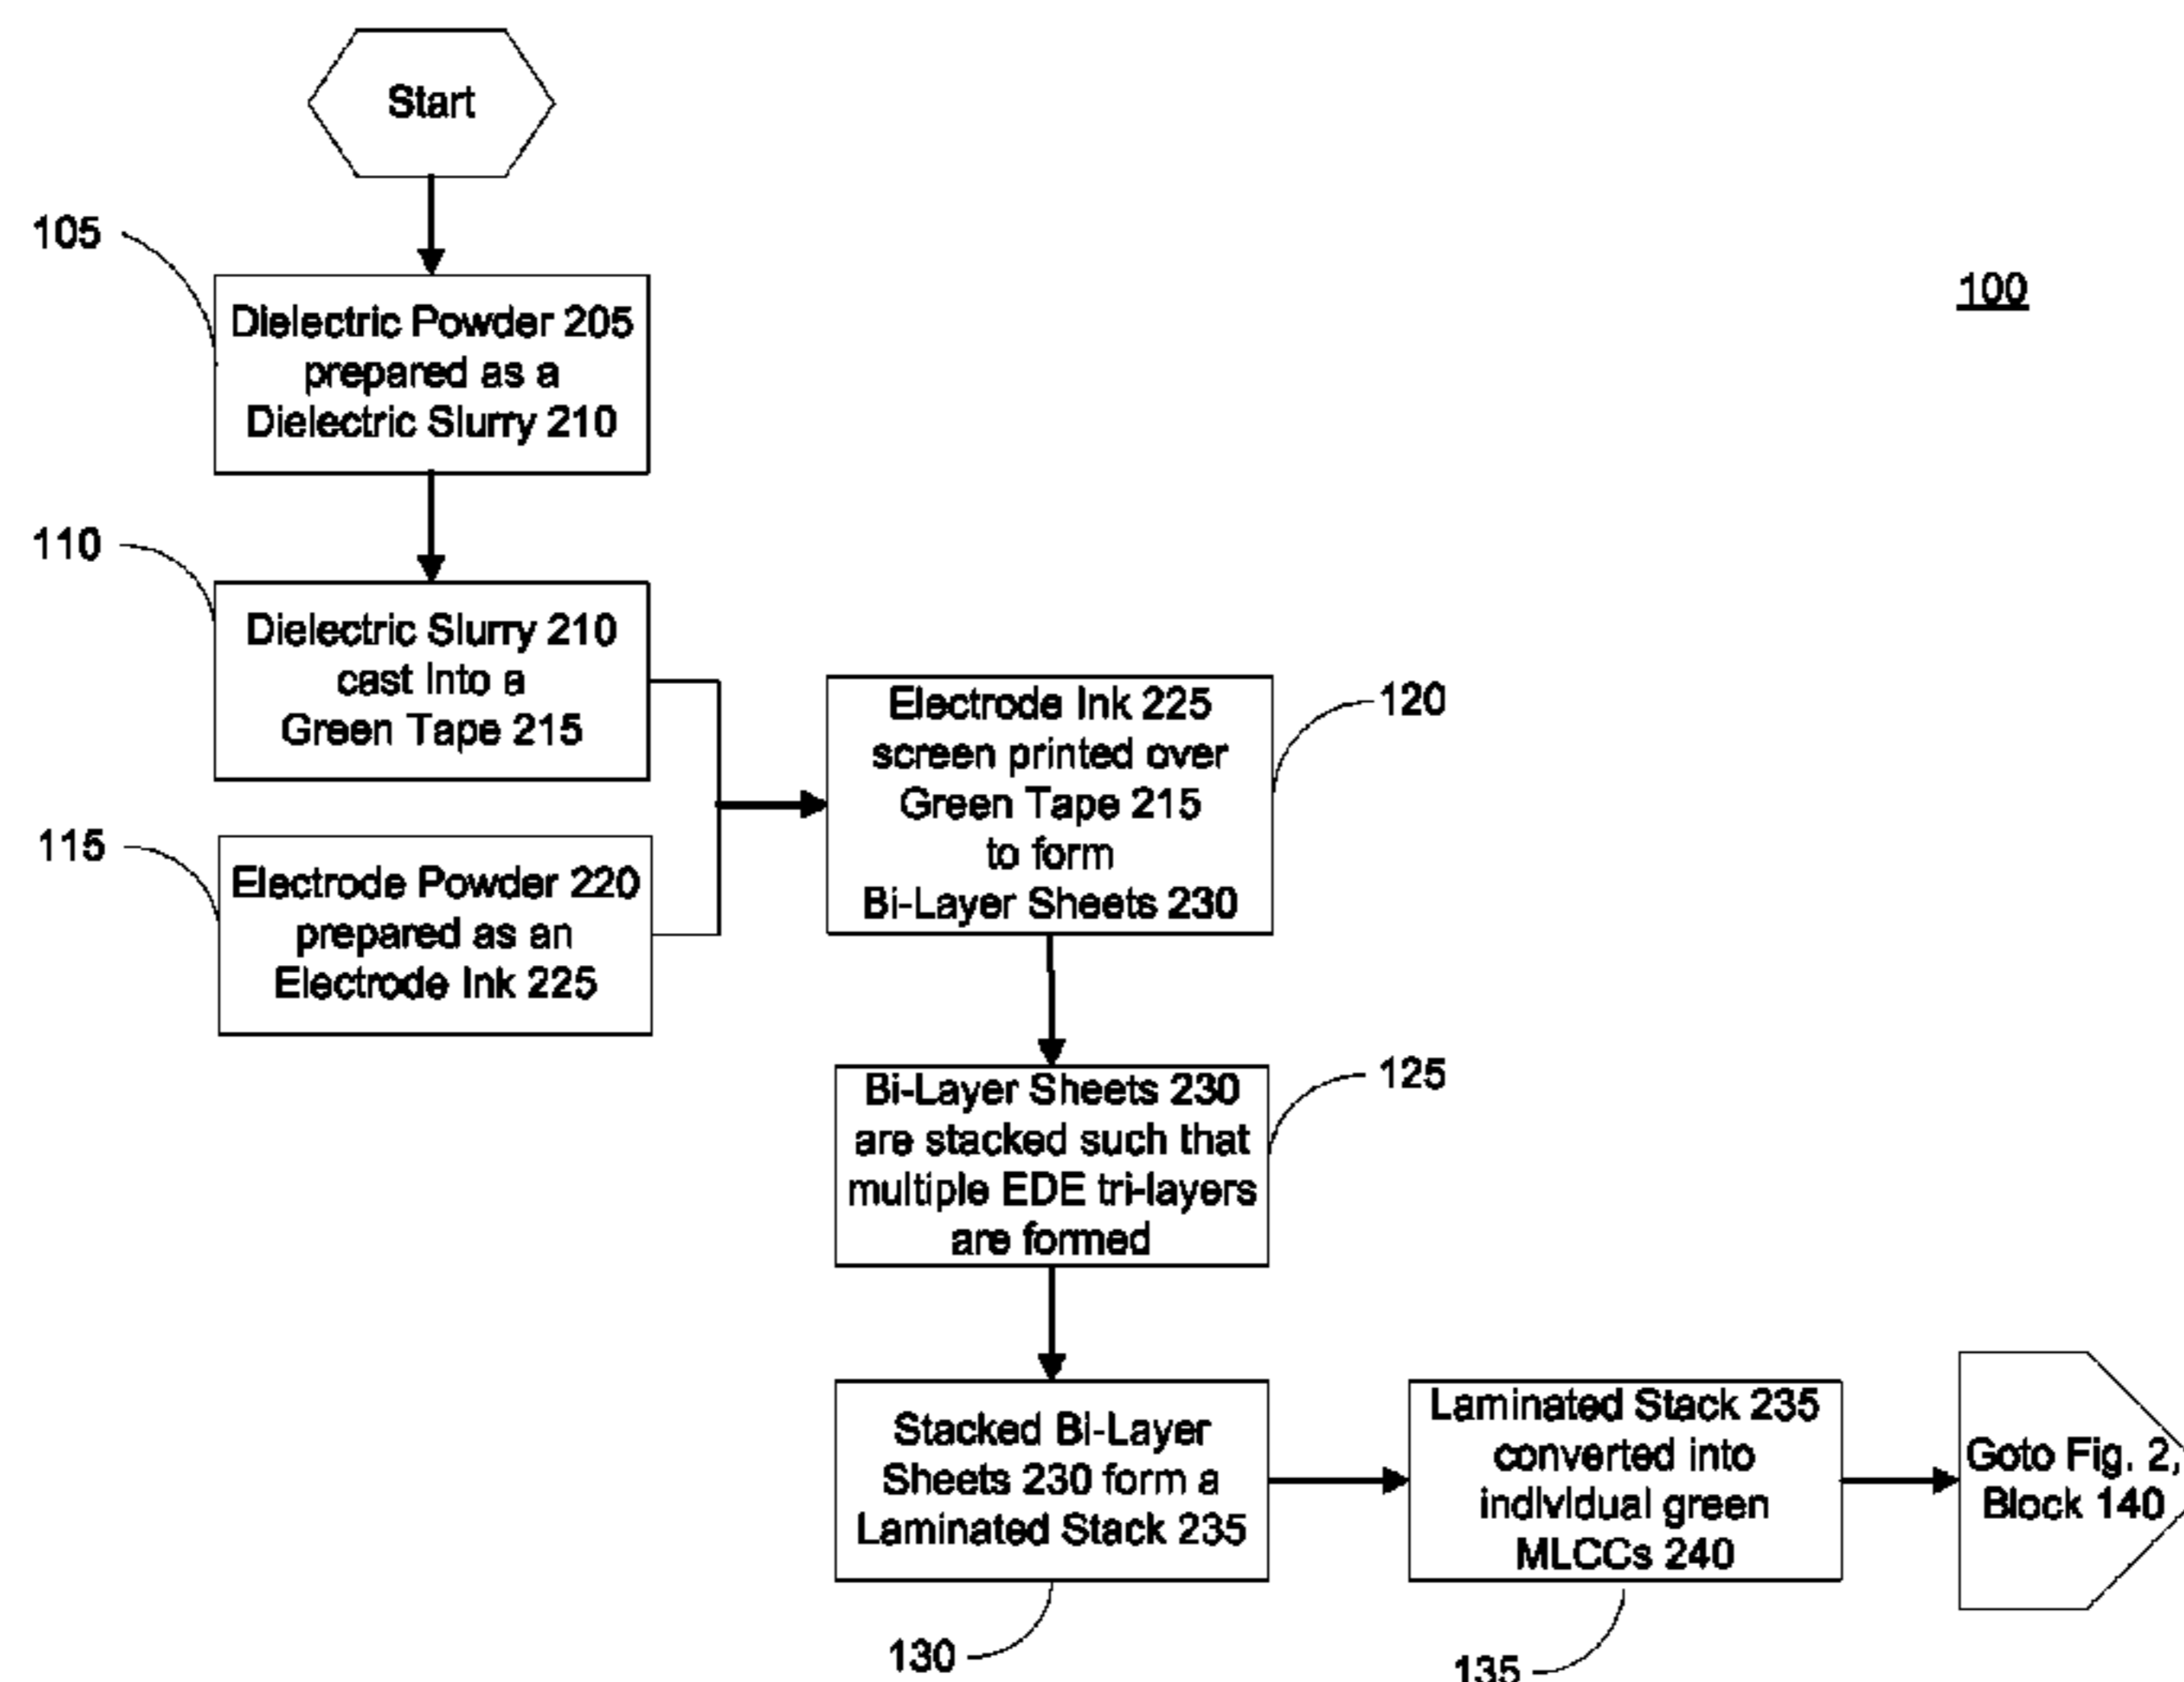 Start
100
105
Dielectric Powder 205
prepared as a
Dielectric Slurry 210
110
Dielectric Slurry 210
cast into a
Green Tape 215
115
Electrode Powder 220
prepared as an
Electrode Ink 225
120
Electrode Ink 225
screen printed over
Green Tape 215
to form
Bi-Layer Sheets 230
125
Bi-Layer Sheets 230
are stacked such that
multiple EDE tri-layers
are formed
Stacked Bi-Layer
Sheets 230 form a
Laminated Stack 235
130
Laminated Stack 235
converted into
individual green
MLCCs 240
135
Goto Fig. 2,
Block 140